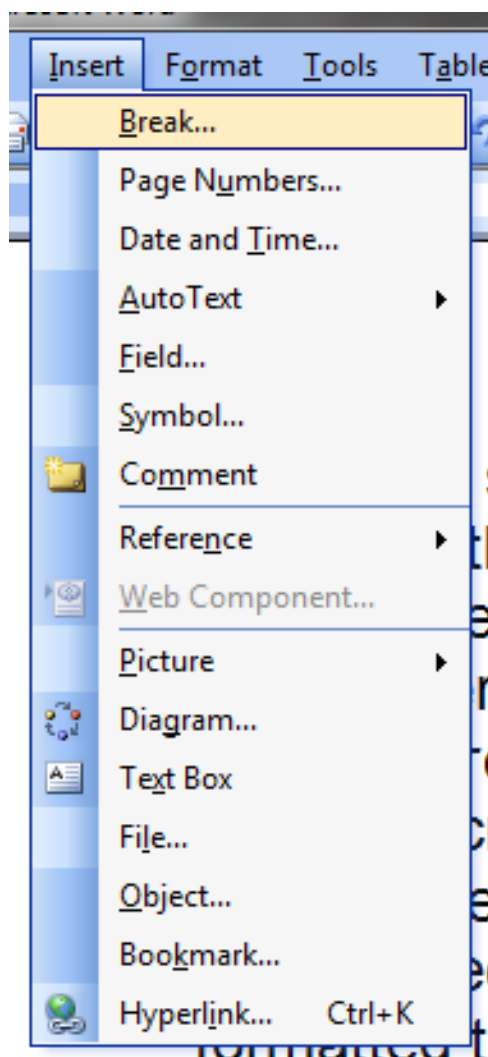 Insert Format Tools Table
Break...
Page Numbers...
Date and Time...
AutoText
Field...
Symbol...
Comment
Reference
Web Component...
Picture
Diagram...
Text Box
File...
Object...
Bookmark...
Hyperlink... Ctrl+K